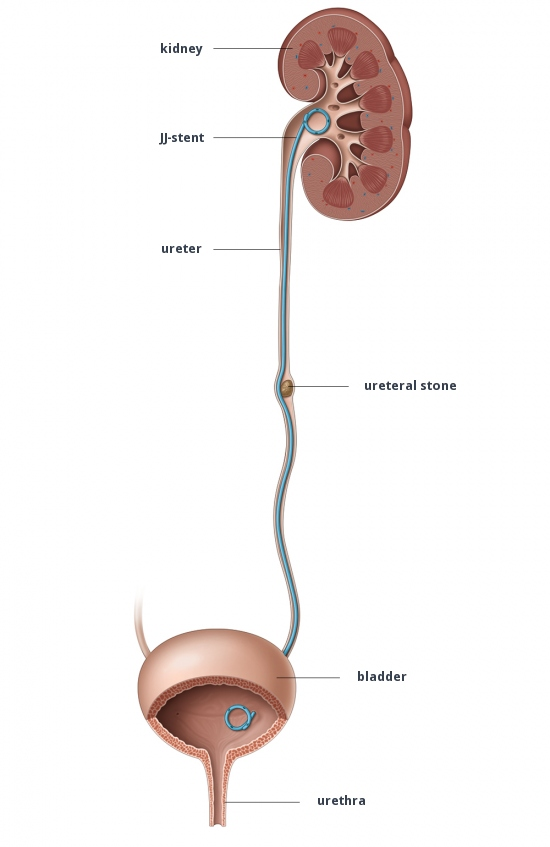 kidney
JJ-stent
ureter
ureteral stone
bladder
urethra